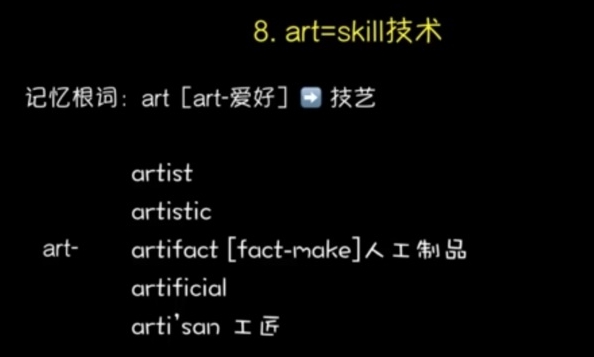 8. art=skill技术
记忆根词：art [art-爱好] ➡ 技艺
artist
artistic
art- artifact [fact-make]人工制品
artificial
arti'san 工匠